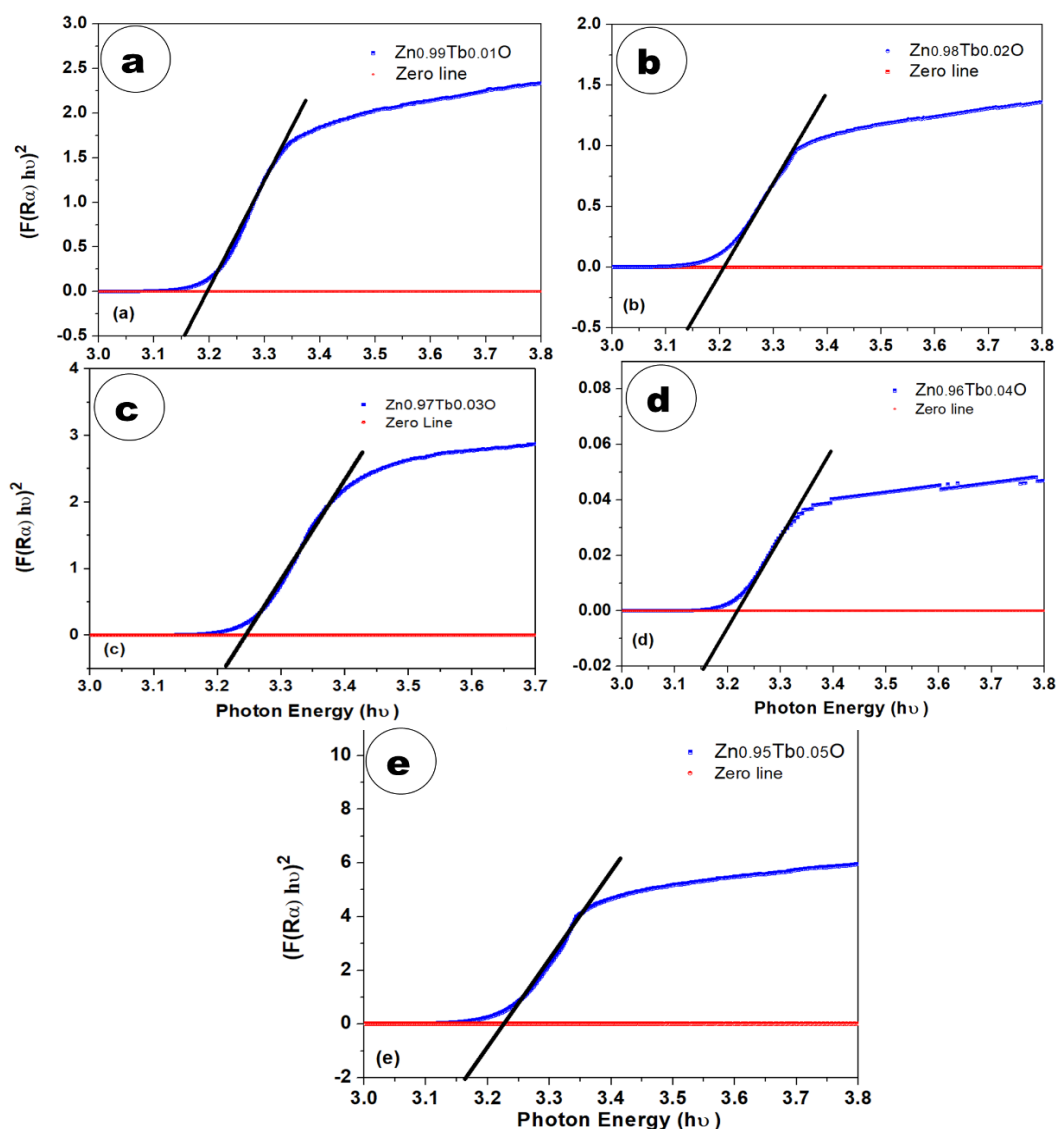 a
Zn0.99Tb0.01O
Zero line
(F(Rα) hυ)²
3.0
2.5
2.0
1.5
1.0
0.5
0.0
-0.5
(a)
3.0 3.1 3.2 3.3 3.4 3.5 3.6 3.7 3.8
b
Zn0.98Tb0.02O
Zero line
2.0
1.5
1.0
0.5
0.0
-0.5
(b)
3.0 3.1 3.2 3.3 3.4 3.5 3.6 3.7 3.8
c
Zn0.97Tb0.03O
Zero Line
(F(Rα) hυ)²
4
3
2
1
0
(c)
3.0 3.1 3.2 3.3 3.4 3.5 3.6 3.7
Photon Energy (hυ )
d
Zn0.96Tb0.04O
Zero line
0.08
0.06
0.04
0.02
0.00
-0.02
(d)
3.0 3.1 3.2 3.3 3.4 3.5 3.6 3.7 3.8
Photon Energy (hυ )
e
Zn0.95Tb0.05O
Zero line
(F(Rα) hυ)²
10
8
6
4
2
0
-2
(e)
3.0 3.1 3.2 3.3 3.4 3.5 3.6 3.7 3.8
Photon Energy (hυ )